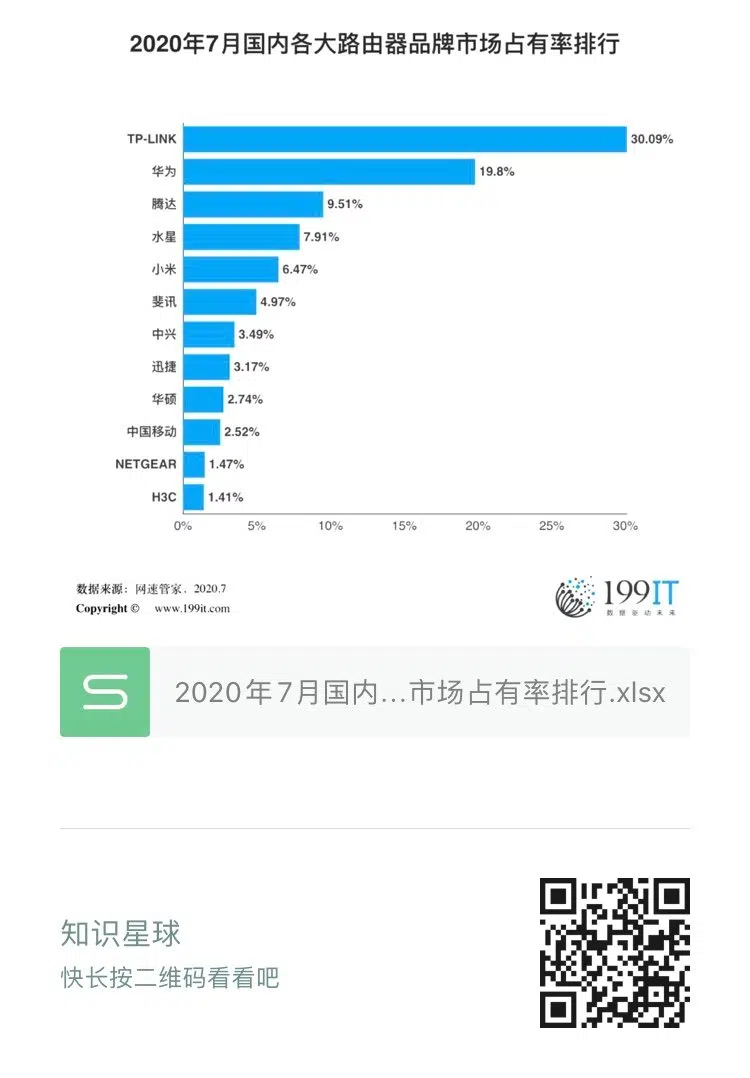 2020年7月国内各大路由器品牌市场占有率排行
TP-LINK 30.09%
华为 19.8%
腾达 9.51%
水星 7.91%
小米 6.47%
斐讯 4.97%
中兴 3.49%
迅捷 3.17%
华硕 2.74%
中国移动 2.52%
NETGEAR 1.47%
H3C 1.41%
0% 5% 10% 15% 20% 25% 30%
数据来源：网速管家，2020.7
Copyright © www.199it.com
199IT
数据驱动未来
2020年7月国内...市场占有率排行.xlsx
知识星球
快长按二维码看看吧